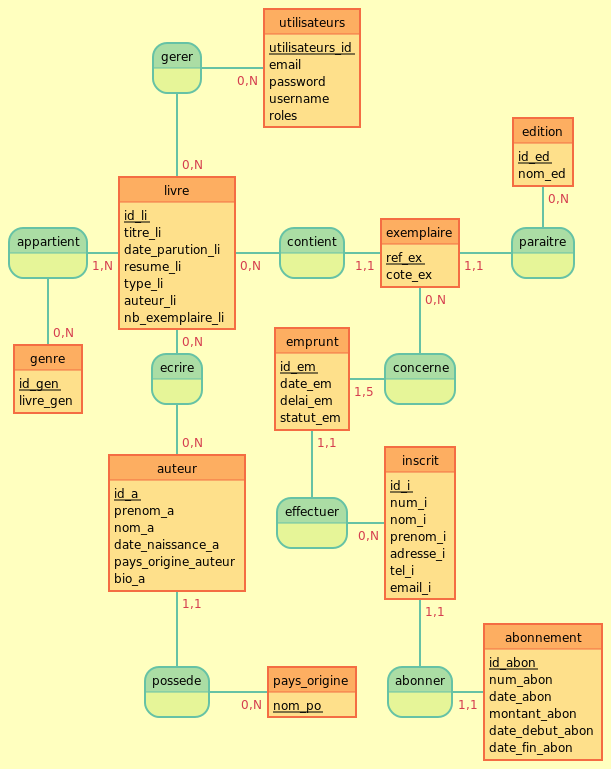 utilisateurs
utilisateurs_id
email
password
username
roles
gerer
0,N
0,N
edition
id_ed
nom_ed
0,N
livre
id_li
titre_li
date_parution_li
resume_li
type_li
auteur_li
nb_exemplaire_li
appartient
1,N
0,N
contient
1,1
exemplaire
ref_ex
cote_ex
1,1
paraitre
0,N
0,N
genre
id_gen
livre_gen
0,N
ecrire
0,N
emprunt
id_em
date_em
delai_em
statut_em
1,5
concerne
1,1
auteur
id_a
prenom_a
nom_a
date_naissance_a
pays_origine_auteur
bio_a
inscrit
id_i
num_i
nom_i
prenom_i
adresse_i
tel_i
email_i
effectuer
0,N
1,1
1,1
possede
0,N
pays_origine
nom_po
abonner
1,1
abonnement
id_abon
num_abon
date_abon
montant_abon
date_debut_abon
date_fin_abon